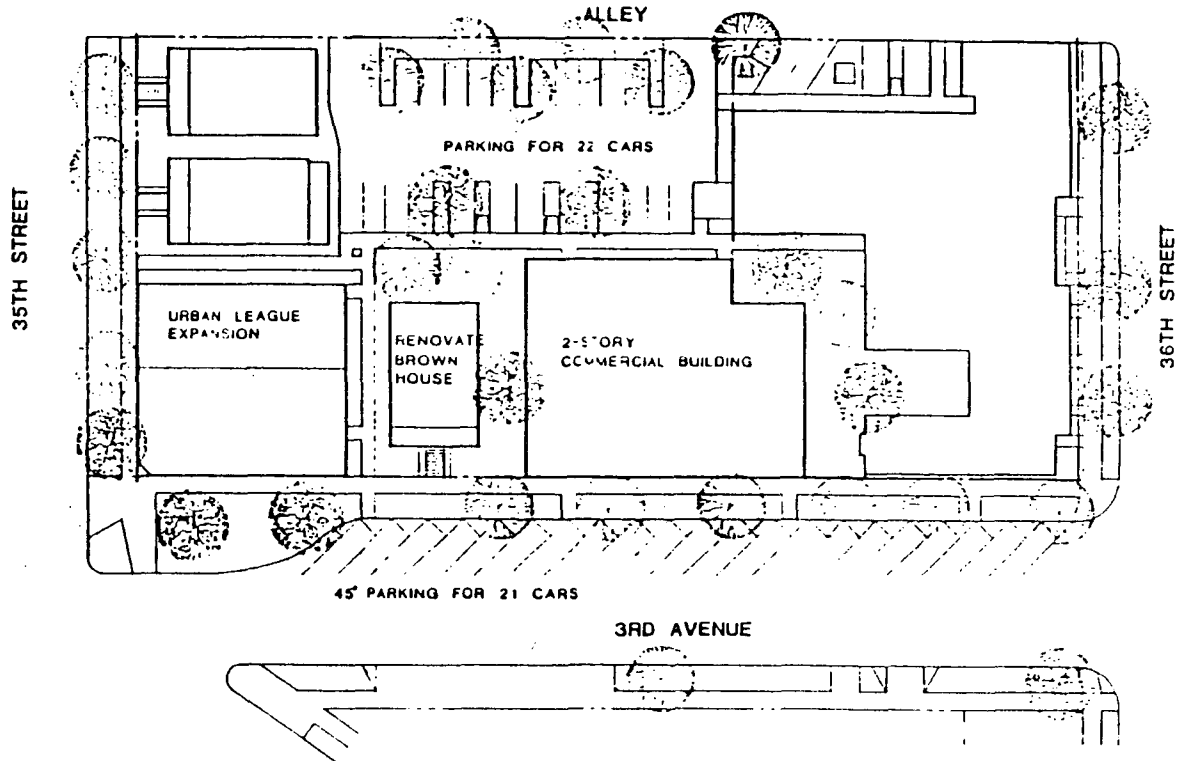 ALLEY
PARKING FOR 22 CARS
35TH STREET
36TH STREET
URBAN LEAGUE
EXPANSION
RENOVATE
BROWN
HOUSE
2-STORY
COMMERCIAL BUILDING
45° PARKING FOR 21 CARS
3RD AVENUE